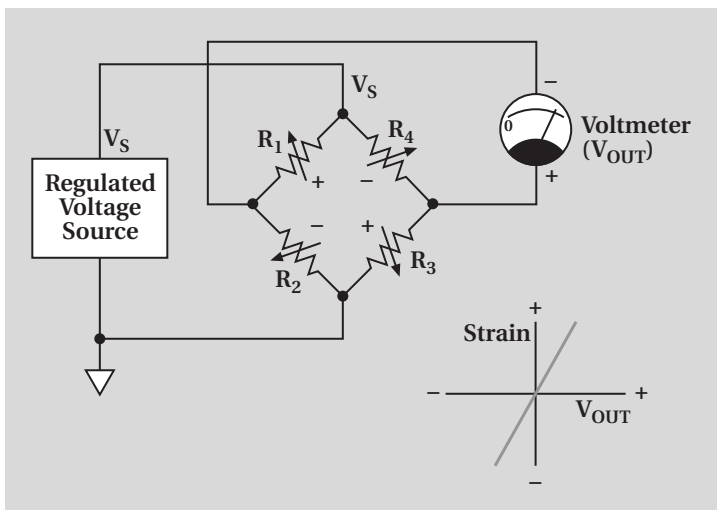 V_S
V_S
R_1
R_4
+
−
−
+
R_2
R_3
Regulated
Voltage
Source
−
0
Voltmeter
(V_OUT)
+
+
Strain
−
+
V_OUT
−